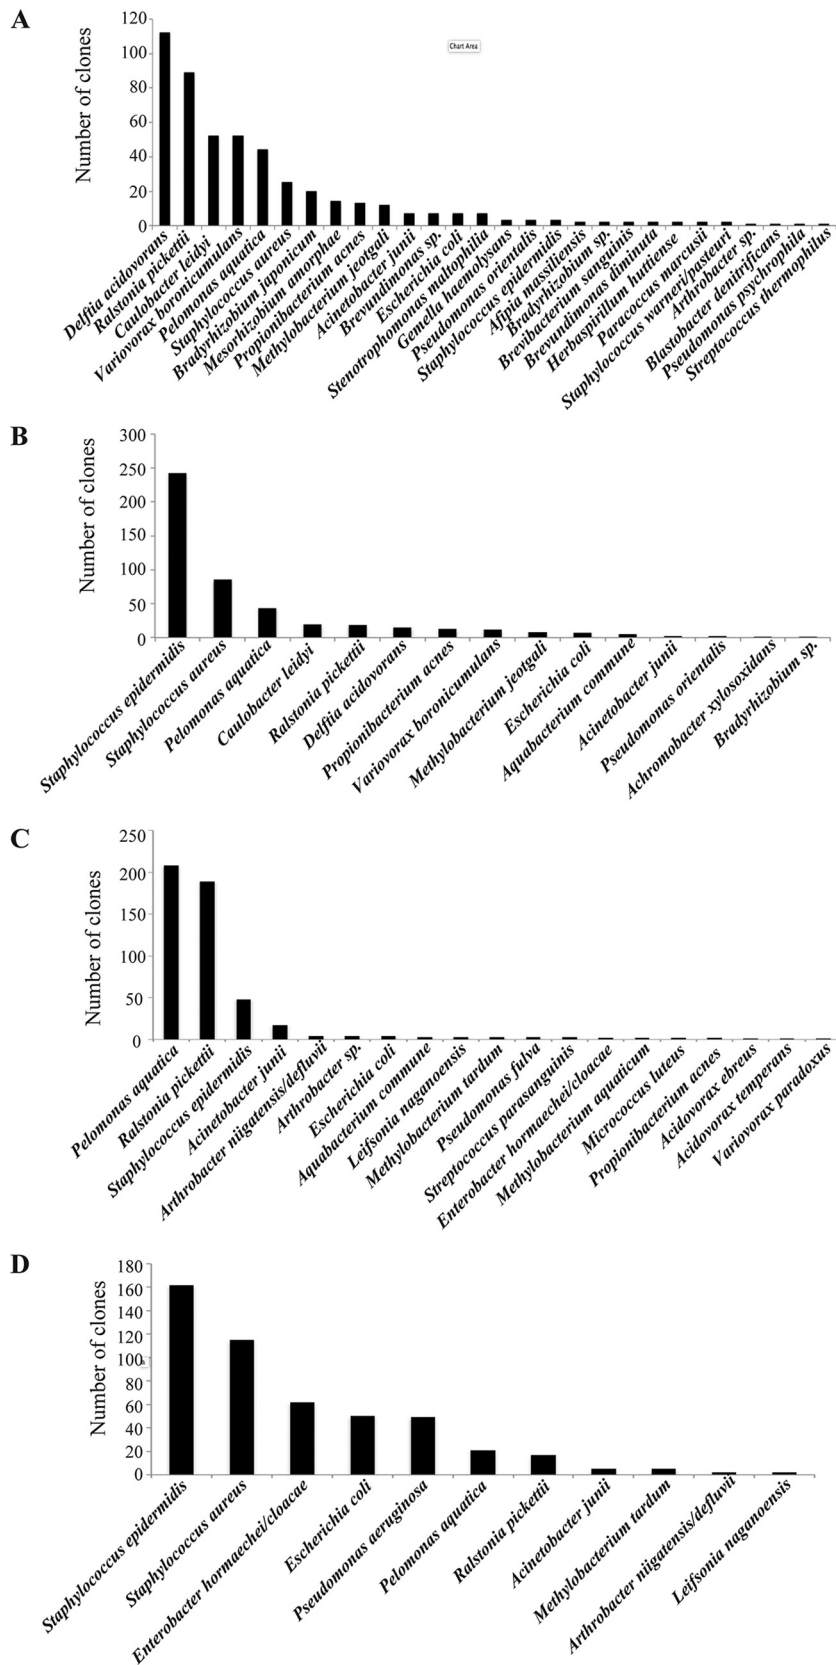 A
Number of clones
120
100
80
60
40
20
0
Chart Area
Delftia acidovorans
Ralstonia pickettii
Caulobacter leidyi
Variovorax boronicumulans
Pelomonas aquatica
Staphylococcus aureus
Bradyrhizobium japonicum
Mesorhizobium amorphae
Propionibacterium acnes
Methylobacterium jeotgali
Acinetobacter junii
Brevundimonas sp.
Escherichia coli
Stenotrophomonas maltophilia
Gemella haemolysans
Pseudomonas orientalis
Staphylococcus epidermidis
Afipia massiliensis
Bradyrhizobium sp.
Brevibacterium sanguinis
Brevundimonas diminuta
Herbaspirillum hutiense
Paracoccus marcusii
Staphylococcus warneri/pasteuri
Arthrobacter sp.
Blastobacter denitrificans
Pseudomonas psychrophila
Streptococcus thermophilus
B
Number of clones
300
250
200
150
100
50
0
Staphylococcus epidermidis
Staphylococcus aureus
Pelomonas aquatica
Caulobacter leidyi
Ralstonia pickettii
Delftia acidovorans
Propionibacterium acnes
Variovorax boronicumulans
Methylobacterium jeotgali
Escherichia coli
Aquabacterium commune
Acinetobacter junii
Pseudomonas orientalis
Achromobacter xylosoxidans
Bradyrhizobium sp.
C
Number of clones
250
200
150
100
50
0
Pelomonas aquatica
Ralstonia pickettii
Staphylococcus epidermidis
Acinetobacter junii
Arthrobacter niigatensis/defluvii
Arthrobacter sp.
Escherichia coli
Aquabacterium commune
Leifsonia naganoensis
Methylobacterium tardum
Pseudomonas fulva
Streptococcus parasanguinis
Enterobacter hormaechei/cloacae
Methylobacterium aquaticum
Micrococcus luteus
Propionibacterium acnes
Acidovorax ebreus
Acidovorax temperans
Variovorax paradoxus
D
Number of clones
180
160
140
120
100
80
60
40
20
0
Staphylococcus epidermidis
Staphylococcus aureus
Enterobacter hormaechei/cloacae
Escherichia coli
Pseudomonas aeruginosa
Pelomonas aquatica
Ralstonia pickettii
Acinetobacter junii
Methylobacterium tardum
Arthrobacter niigatensis/defluvii
Leifsonia naganoensis